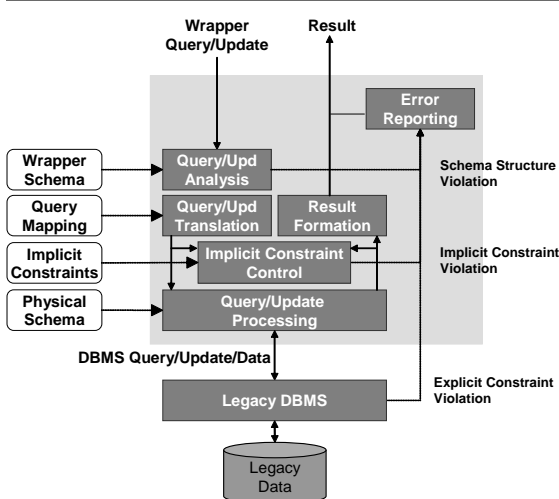 Wrapper
Query/Update
Result
Error
Reporting
Wrapper
Schema
Query/Upd
Analysis
Schema Structure
Violation
Query
Mapping
Query/Upd
Translation
Result
Formation
Implicit
Constraints
Implicit Constraint
Control
Implicit Constraint
Violation
Physical
Schema
Query/Update
Processing
DBMS Query/Update/Data
Legacy DBMS
Explicit Constraint
Violation
Legacy
Data